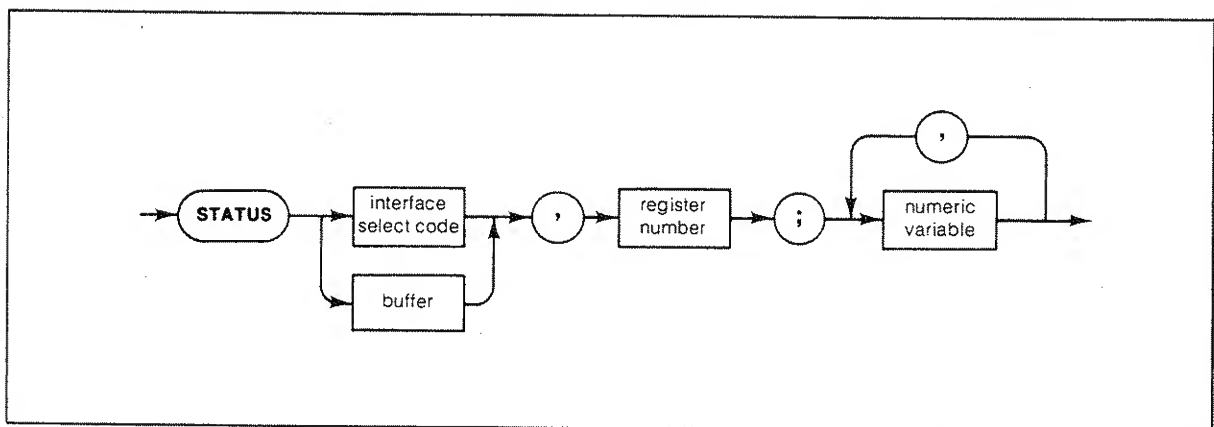 STATUS
interface
select code
buffer
,
register
number
;
,
numeric
variable